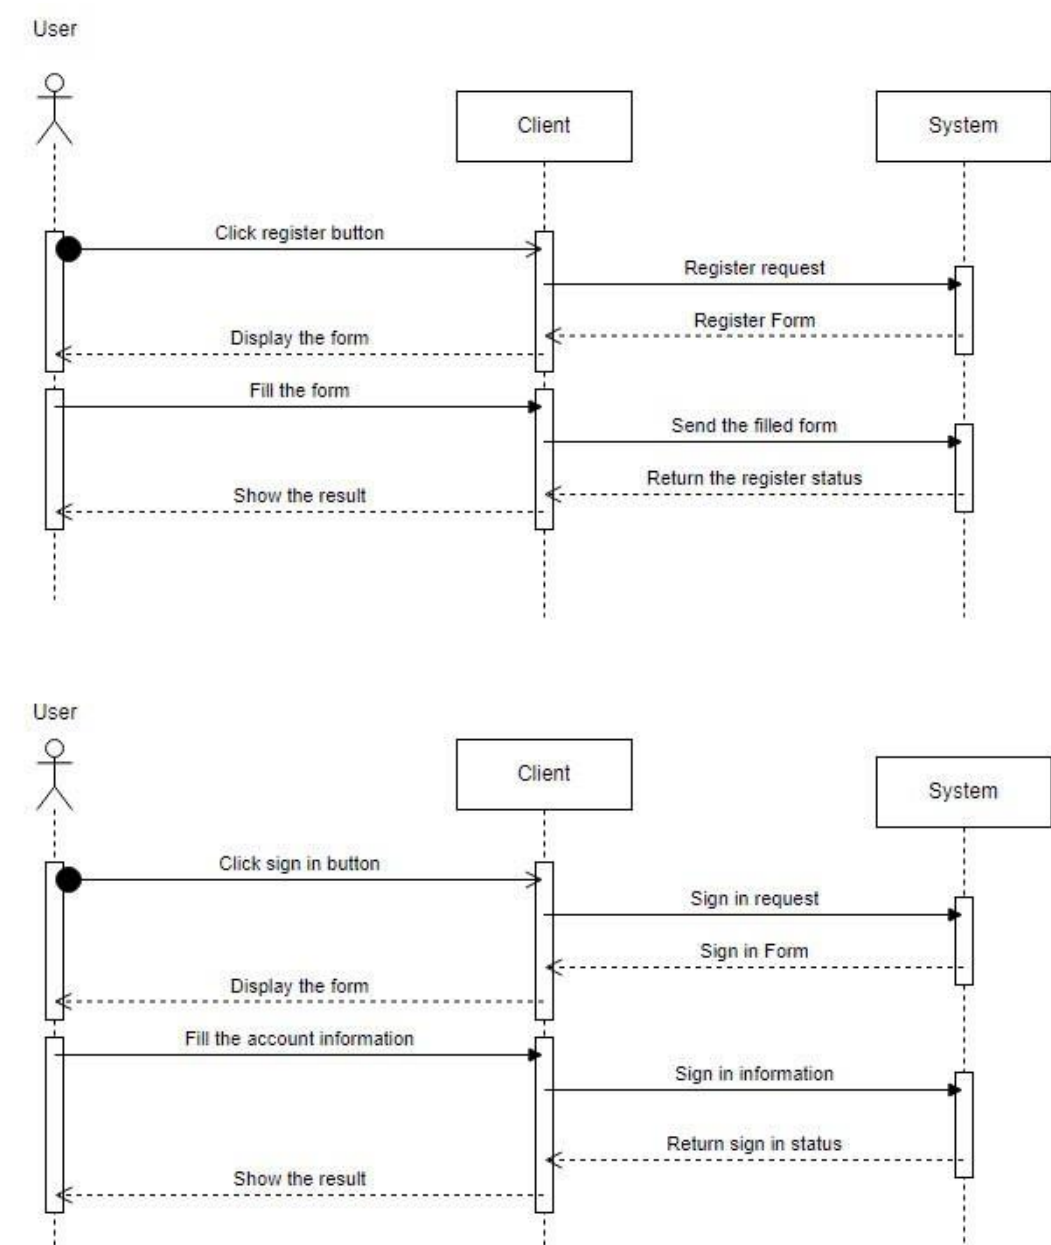 User
Client
System
Click register button
Register request
Register Form
Display the form
Fill the form
Send the filled form
Return the register status
Show the result
User
Client
System
Click sign in button
Sign in request
Sign in Form
Display the form
Fill the account information
Sign in information
Return sign in status
Show the result